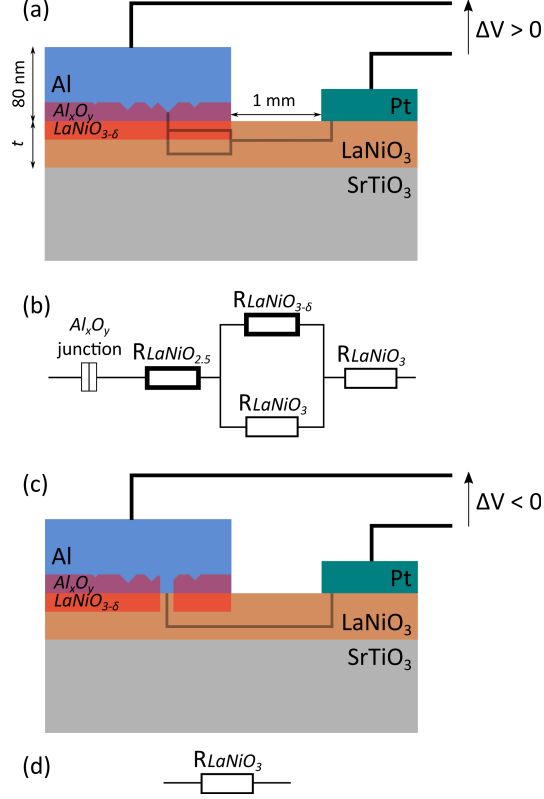 (a)
ΔV > 0
80 nm
Al
1 mm
Pt
AlxOy
LaNiO3-δ
t
LaNiO3
SrTiO3
(b)
AlxOy
junction
RLaNiO3-δ
RLaNiO2.5
RLaNiO3
RLaNiO3
(c)
ΔV < 0
Al
Pt
AlxOy
LaNiO3-δ
LaNiO3
SrTiO3
(d)
RLaNiO3